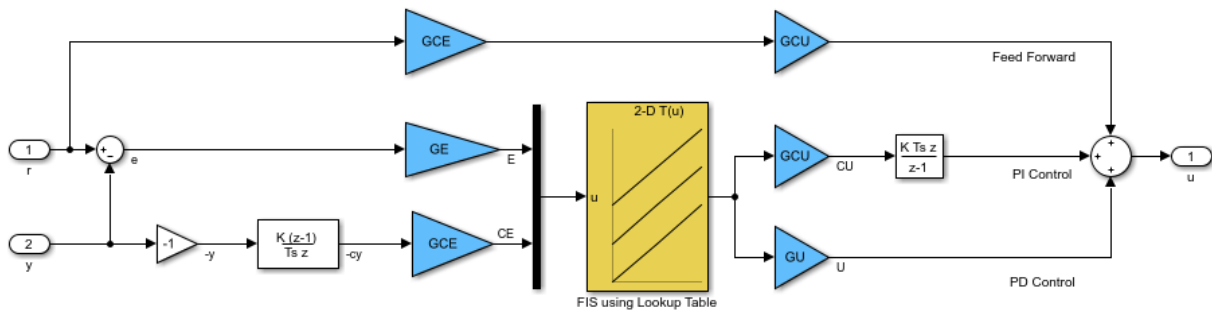 GCE
GCU
Feed Forward
2-D T(u)
1
r
+
−
e
GE
E
GCU
CU
K Ts z
z-1
PI Control
+
+
+
1
u
u
2
y
-1
-y
K (z-1)
Ts z
-cy
GCE
CE
GU
U
PD Control
FIS using Lookup Table